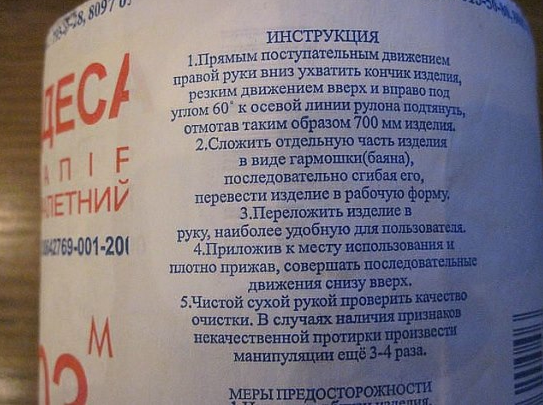 28, 8097
ДЕСА
АПІР
АЛЕТНИЙ
М
ИНСТРУКЦИЯ
1.Прямым поступательным движением
правой руки вниз ухватить кончик изделия,
резким движением вверх и вправо под
углом 60° к осевой линии рулона подтянуть,
отмотав таким образом 700 мм изделия.
2.Сложить отдельную часть изделия
в виде гармошки(баяна),
последовательно сгибая его,
перевести изделие в рабочую форму.
3.Переложить изделие в
руку, наиболее удобную для пользователя.
4.Приложив к месту использования и
плотно прижав, совершать последовательные
движения снизу вверх.
5.Чистой сухой рукой проверить качество
очистки. В случаях наличия признаков
некачественной протирки произвести
манипуляции ещё 3-4 раза.
МЕРЫ ПРЕДОСТОРОЖНОСТИ